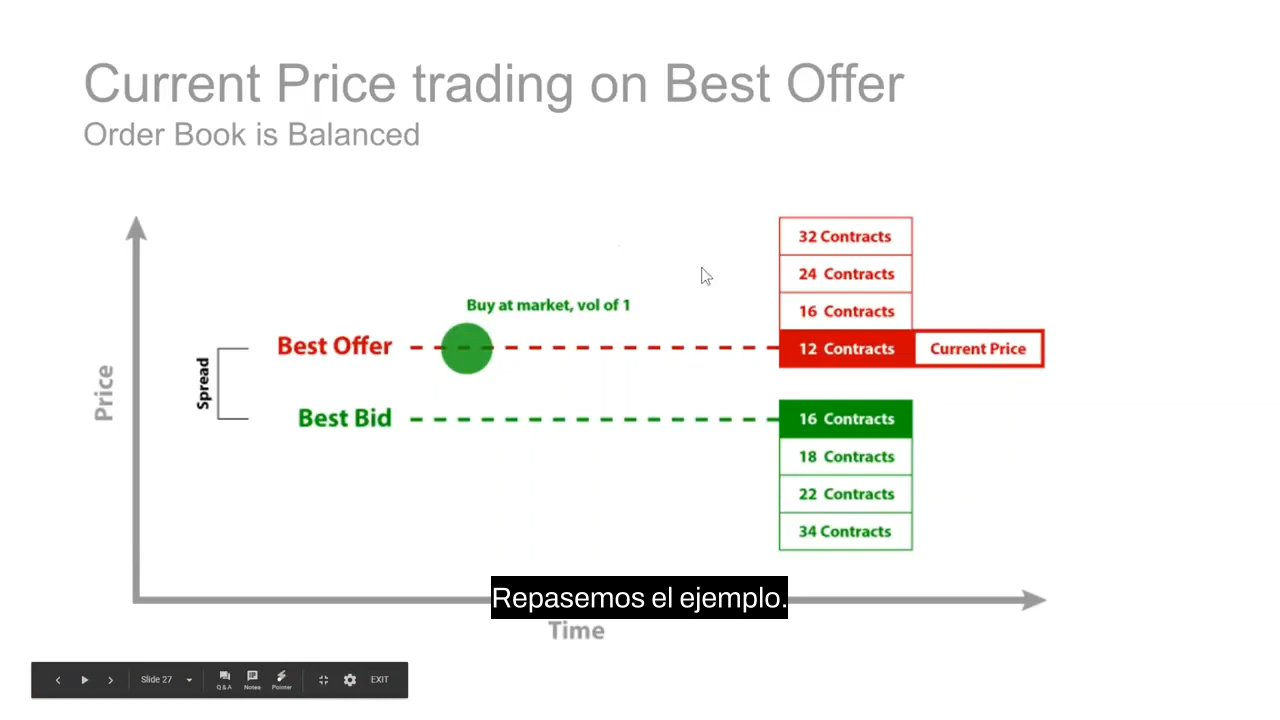 Current Price trading on Best Offer
Order Book is Balanced
32 Contracts
24 Contracts
16 Contracts
Buy at market, vol of 1
Best Offer
12 Contracts
Current Price
Spread
Price
Best Bid
16 Contracts
18 Contracts
22 Contracts
34 Contracts
Repasemos el ejemplo.
Time
Slide 27
Q & A
Notes
Pointer
EXIT